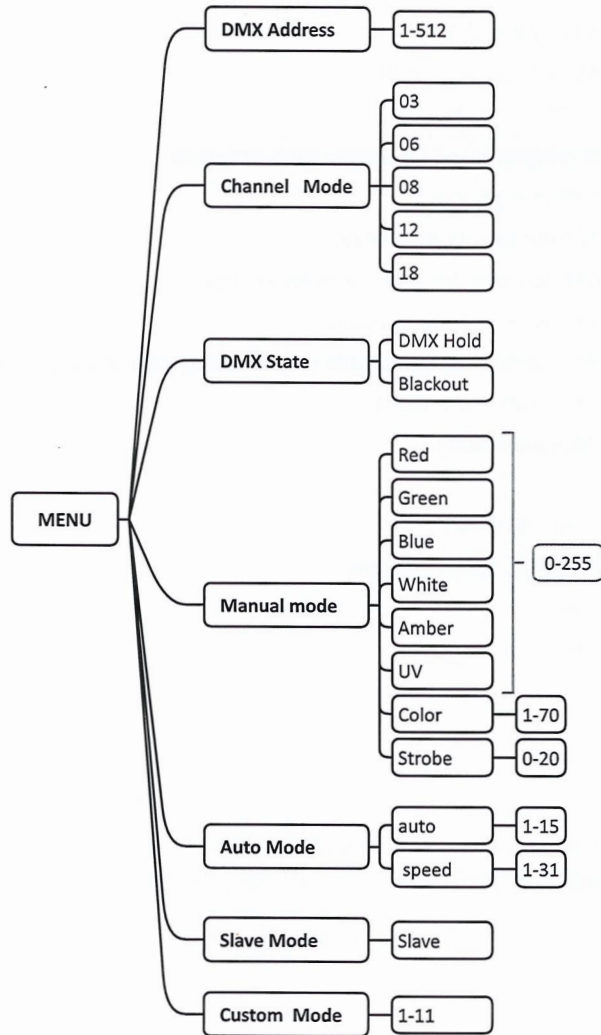 DMX Address
1-512
Channel Mode
03
06
08
12
18
DMX State
DMX Hold
Blackout
MENU
Manual mode
Red
Green
Blue
White
Amber
UV
0-255
Color
1-70
Strobe
0-20
Auto Mode
auto
1-15
speed
1-31
Slave Mode
Slave
Custom Mode
1-11